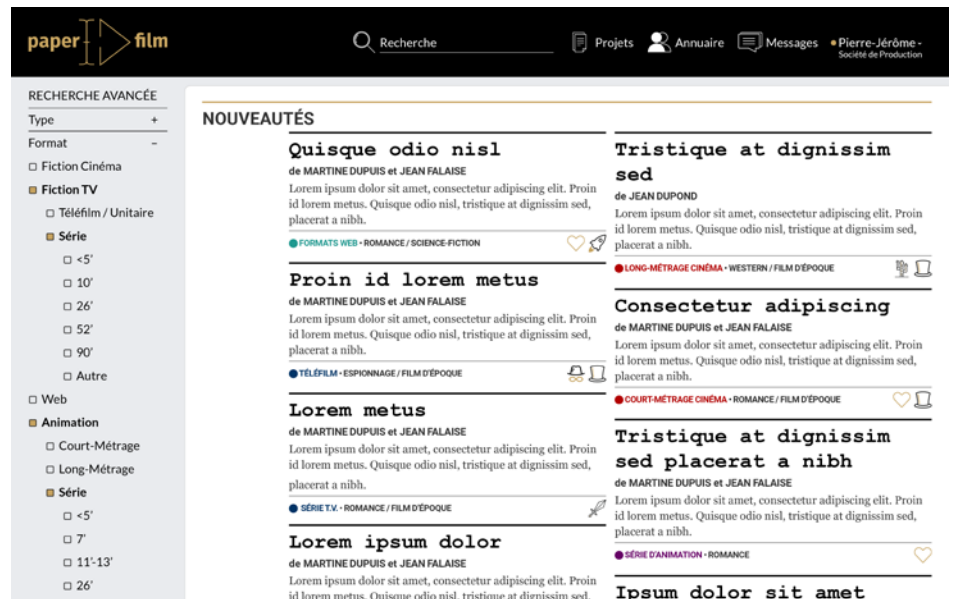 paper film
Recherche
Projets
Annuaire
Messages
•Pierre-Jérôme -
Société de Production
RECHERCHE AVANCÉE
Type +
Format –
Fiction Cinéma
Fiction TV
Téléfilm / Unitaire
Série
<5'
10'
26'
52'
90'
Autre
Web
Animation
Court-Métrage
Long-Métrage
Série
<5'
7'
11'-13'
26'
NOUVEAUTÉS
Quisque odio nisl
de MARTINE DUPUIS et JEAN FALAISE
Lorem ipsum dolor sit amet, consectetur adipiscing elit. Proin
id lorem metus. Quisque odio nisl, tristique at dignissim sed,
placerat a nibh.
FORMATS WEB • ROMANCE / SCIENCE-FICTION
Proin id lorem metus
de MARTINE DUPUIS et JEAN FALAISE
Lorem ipsum dolor sit amet, consectetur adipiscing elit. Proin
id lorem metus. Quisque odio nisl, tristique at dignissim sed,
placerat a nibh.
TÉLÉFILM • ESPIONNAGE / FILM D'ÉPOQUE
Lorem metus
de MARTINE DUPUIS et JEAN FALAISE
Lorem ipsum dolor sit amet, consectetur adipiscing elit. Proin
id lorem metus. Quisque odio nisl, tristique at dignissim sed,
placerat a nibh.
SÉRIE T.V. • ROMANCE / FILM D'ÉPOQUE
Lorem ipsum dolor
de MARTINE DUPUIS et JEAN FALAISE
Lorem ipsum dolor sit amet, consectetur adipiscing elit. Proin
id lorem metus. Quisque odio nisl, tristique at dignissim sed,
Tristique at dignissim
sed
de JEAN DUPOND
Lorem ipsum dolor sit amet, consectetur adipiscing elit. Proin
id lorem metus. Quisque odio nisl, tristique at dignissim sed,
placerat a nibh.
LONG-MÉTRAGE CINÉMA • WESTERN / FILM D'ÉPOQUE
Consectetur adipiscing
de MARTINE DUPUIS et JEAN FALAISE
Lorem ipsum dolor sit amet, consectetur adipiscing elit. Proin
id lorem metus. Quisque odio nisl, tristique at dignissim sed,
placerat a nibh.
COURT-MÉTRAGE CINÉMA • ROMANCE / FILM D'ÉPOQUE
Tristique at dignissim
sed placerat a nibh
de MARTINE DUPUIS et JEAN FALAISE
Lorem ipsum dolor sit amet, consectetur adipiscing elit. Proin
id lorem metus. Quisque odio nisl, tristique at dignissim sed,
placerat a nibh.
SÉRIE D'ANIMATION • ROMANCE
Ipsum dolor sit amet